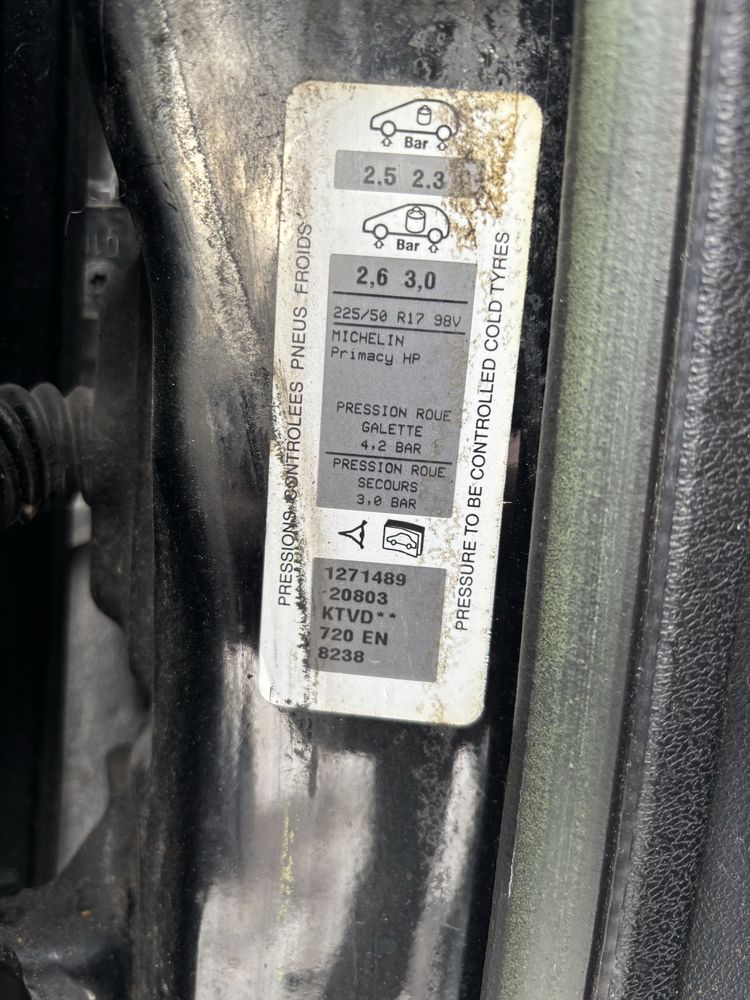 Bar
2.5 2.3
Bar
2,6 3,0
225/50 R17 98V
MICHELIN
Primacy HP
PRESSION ROUE
GALETTE
4,2 BAR
PRESSION ROUE
SECOURS
3,0 BAR
1271489
20803
KTVD**
720 EN
8238
PRESSIONS CONTROLEES PNEUS FROIDS
PRESSURE TO BE CONTROLLED COLD TYRES